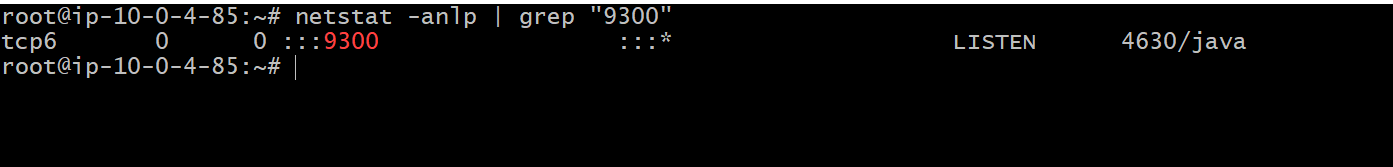 root@ip-10-0-4-85:~# netstat -anlp | grep "9300"
tcp6       0      0 :::9300                 :::*                    LISTEN      4630/java
root@ip-10-0-4-85:~#